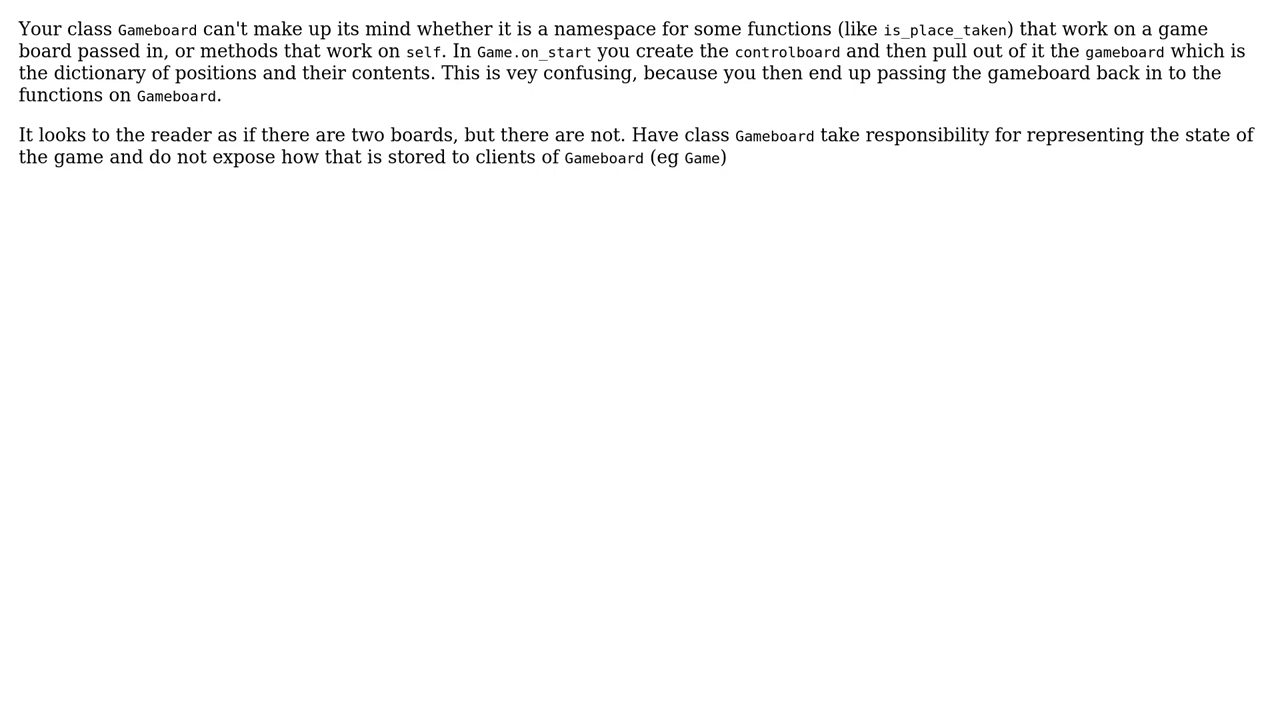 Your class Gameboard can't make up its mind whether it is a namespace for some functions (like is_place_taken) that work on a game
board passed in, or methods that work on self. In Game.on_start you create the controlboard and then pull out of it the gameboard which is
the dictionary of positions and their contents. This is vey confusing, because you then end up passing the gameboard back in to the
functions on Gameboard.
It looks to the reader as if there are two boards, but there are not. Have class Gameboard take responsibility for representing the state of
the game and do not expose how that is stored to clients of Gameboard (eg Game)